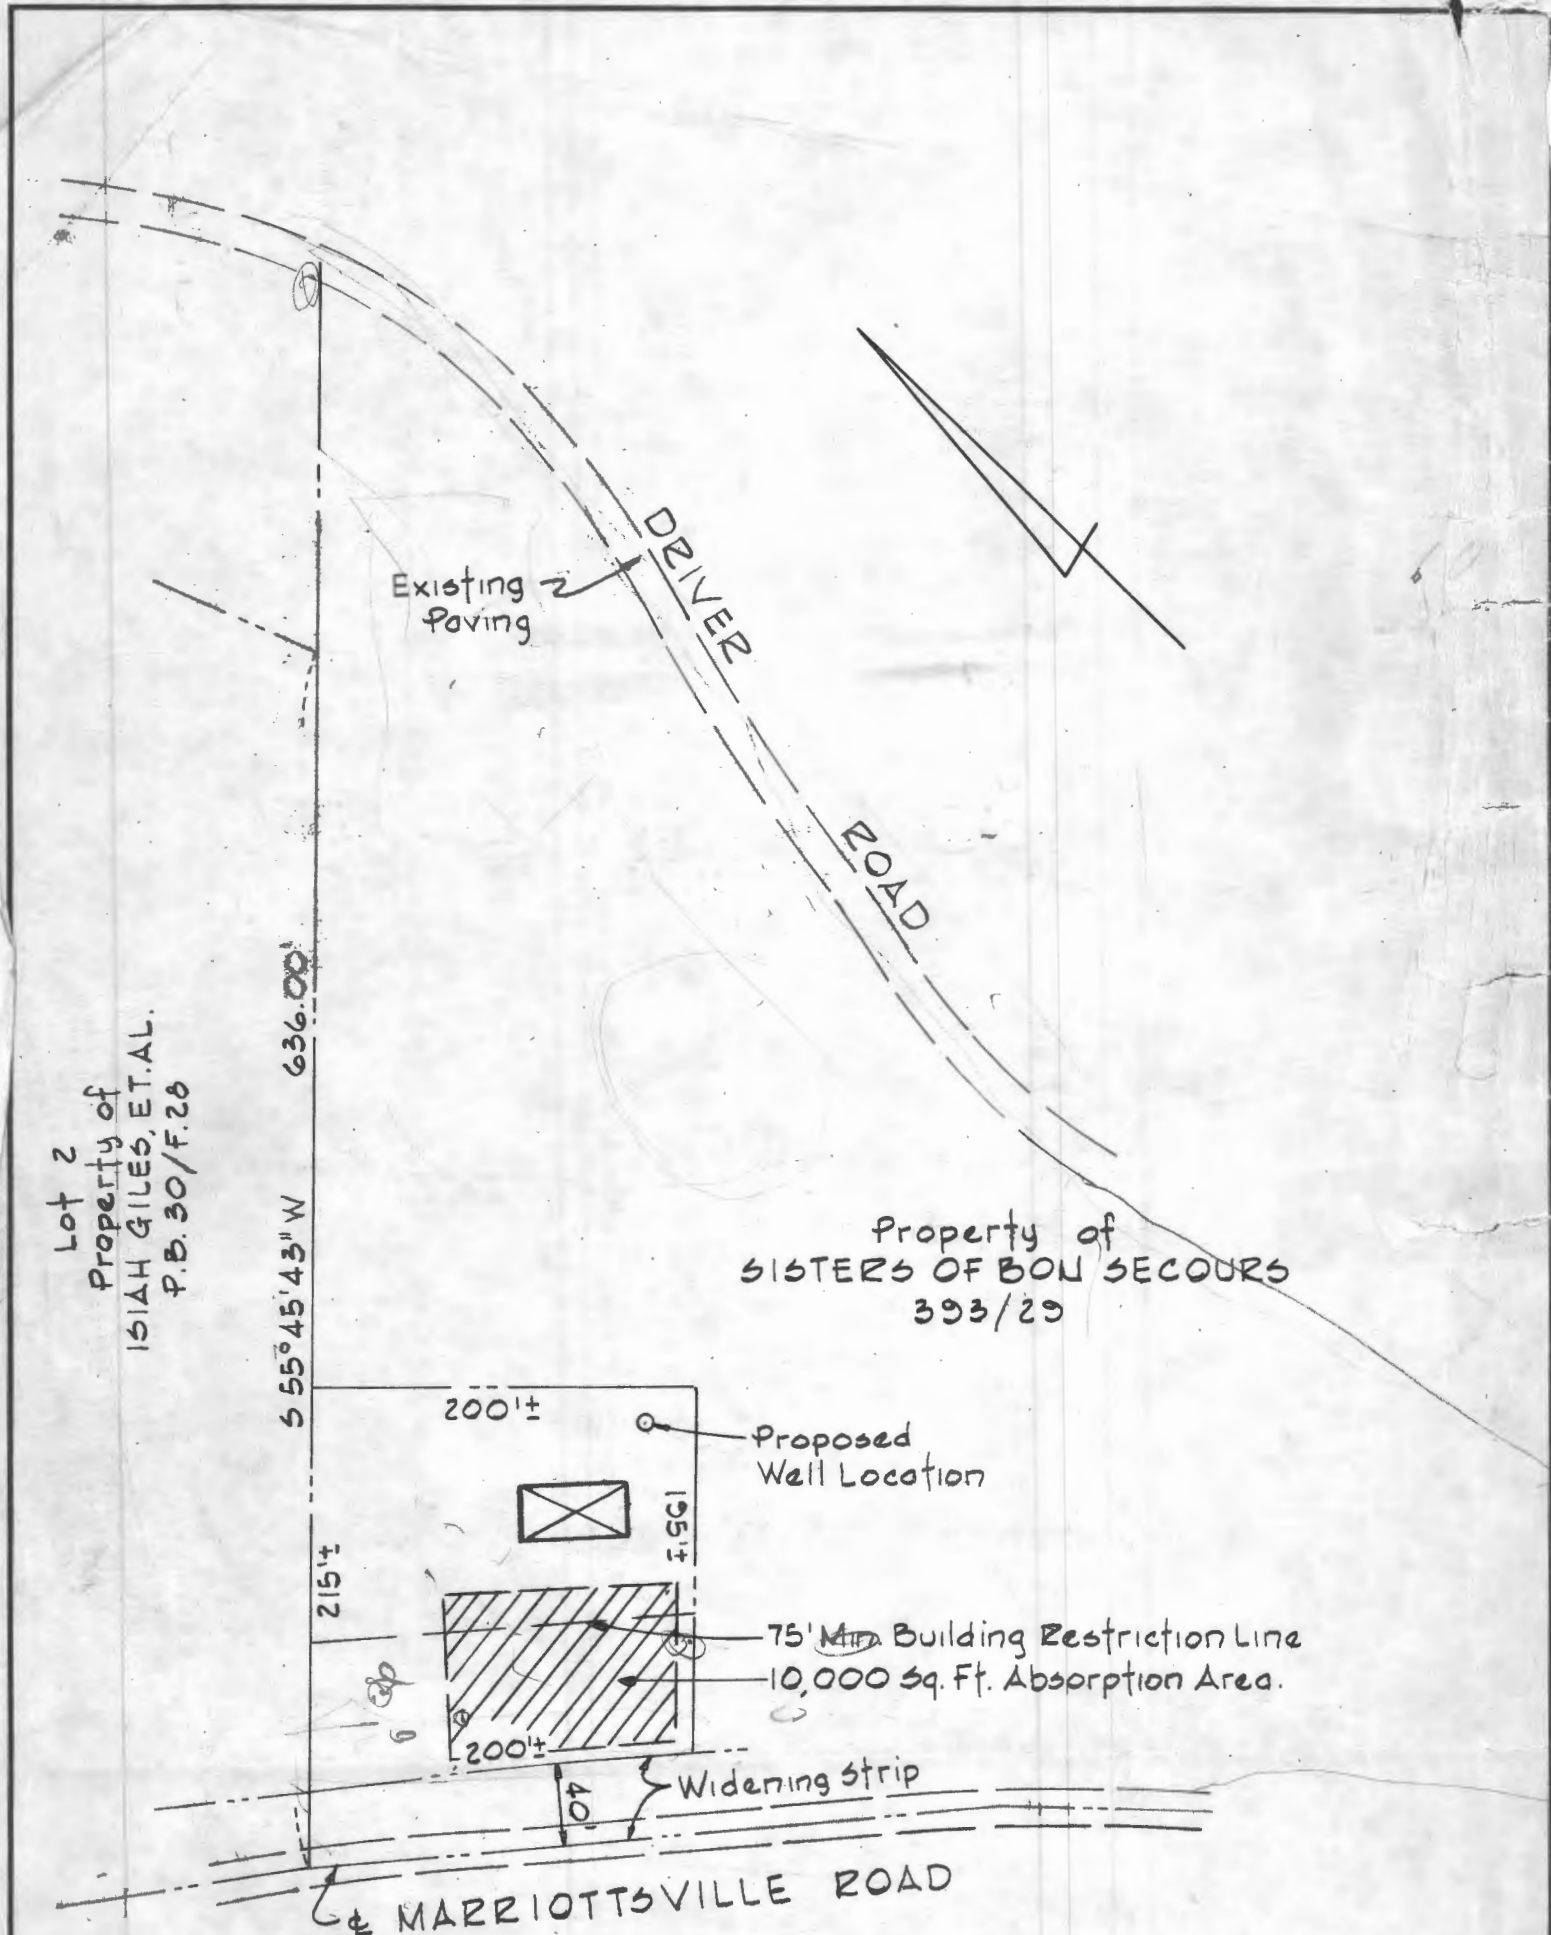 DRIVER
ROAD
Existing
Paving
Lot 2
Property of
ISIAH GILES, ET. AL.
P.B. 30/F.28
S 55°45'43" W 636.00'
Property of
SISTERS OF BON SECOURS
393/29
200'±
Proposed
Well Location
195'±
215'±
75' Min. Building Restriction Line
10,000 Sq. Ft. Absorption Area.
200'±
40'
Widening Strip
℄ MARRIOTTSVILLE ROAD